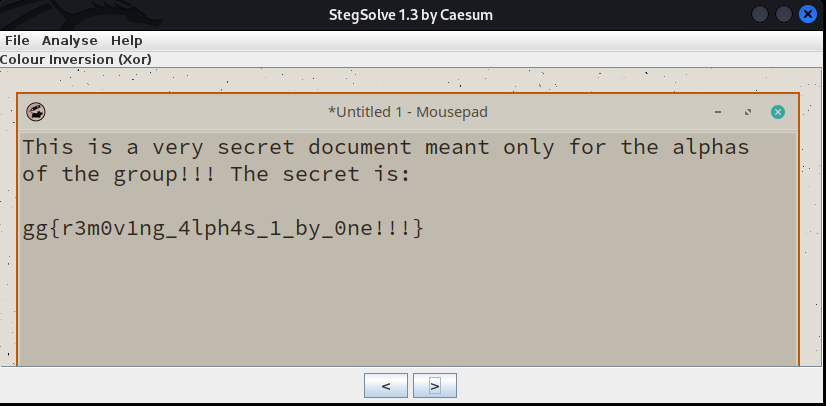 StegSolve 1.3 by Caesum
File Analyse Help
Colour Inversion (Xor)
*Untitled 1 - Mousepad
This is a very secret document meant only for the alphas
of the group!!! The secret is:
gg{r3m0v1ng_4lph4s_1_by_0ne!!!}
< >